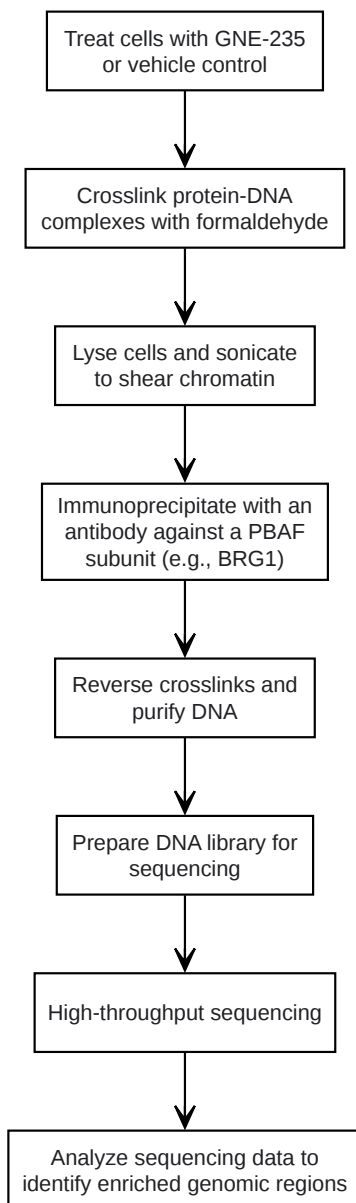 Treat cells with GNE-235
or vehicle control
Crosslink protein-DNA
complexes with formaldehyde
Lyse cells and sonicate
to shear chromatin
Immunoprecipitate with an
antibody against a PBAF
subunit (e.g., BRG1)
Reverse crosslinks and
purify DNA
Prepare DNA library for
sequencing
High-throughput sequencing
Analyze sequencing data to
identify enriched genomic regions